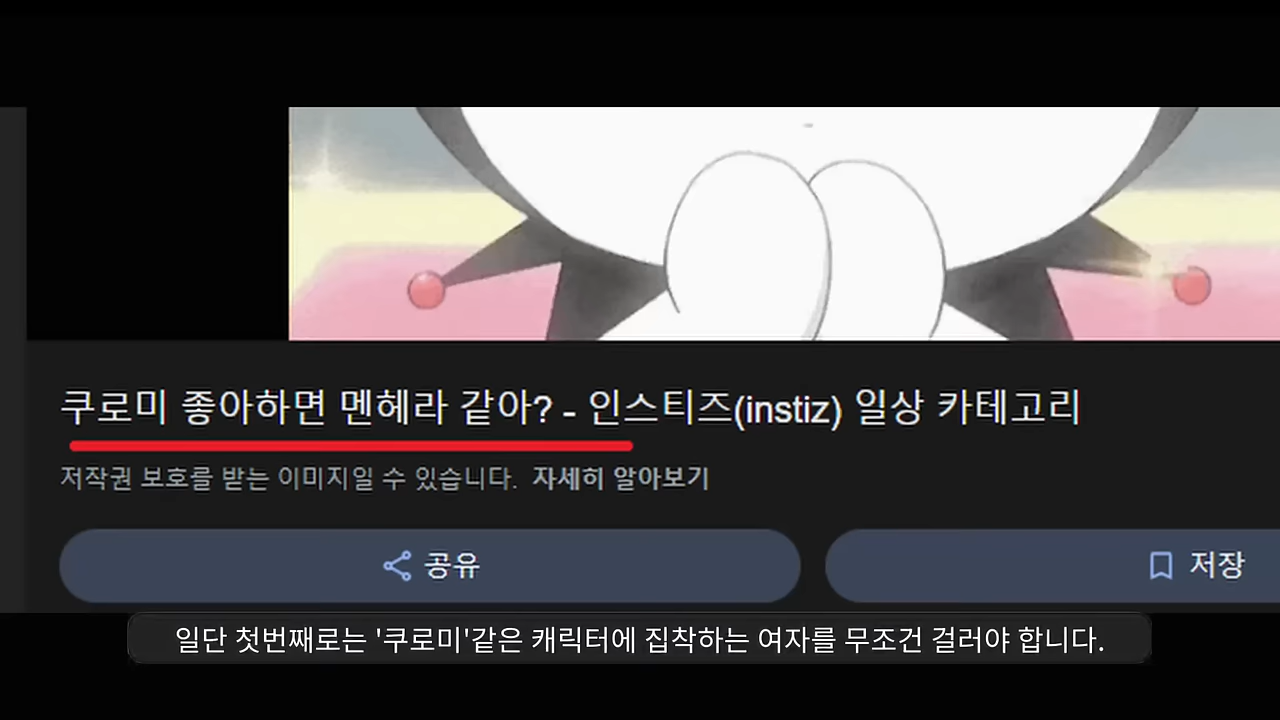 쿠로미 좋아하면 멘헤라 같아? - 인스티즈(instiz) 일상 카테고리
저작권 보호를 받는 이미지일 수 있습니다. 자세히 알아보기
공유
저장
일단 첫번째로는 '쿠로미'같은 캐릭터에 집착하는 여자를 무조건 걸러야 합니다.